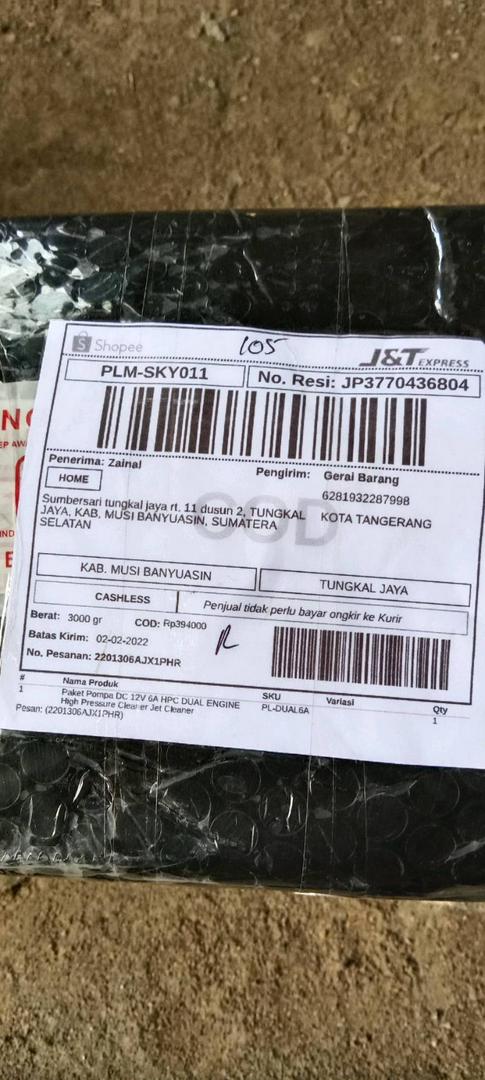 Shopee
105
J&T EXPRESS
PLM-SKY011
No. Resi: JP3770436804
Penerima: Zainal
Pengirim: Gerai Barang
HOME
6281932287998
Sumbersari tungkal jaya rt. 11 dusun 2, TUNGKAL
JAYA, KAB. MUSI BANYUASIN, SUMATERA
SELATAN
KOTA TANGERANG
COD
KAB. MUSI BANYUASIN
TUNGKAL JAYA
CASHLESS
Penjual tidak perlu bayar ongkir ke Kurir
Berat: 3000 gr
COD: Rp394000
Batas Kirim: 02-02-2022
No. Pesanan: 2201306AJX1PHR
# Nama Produk SKU Variasi Qty
1 Paket Pompa DC 12V 6A HPC DUAL ENGINE PL-DUAL6A 1
High Pressure Cleaner Jet Cleaner
Pesan: (2201306AJX1PHR)